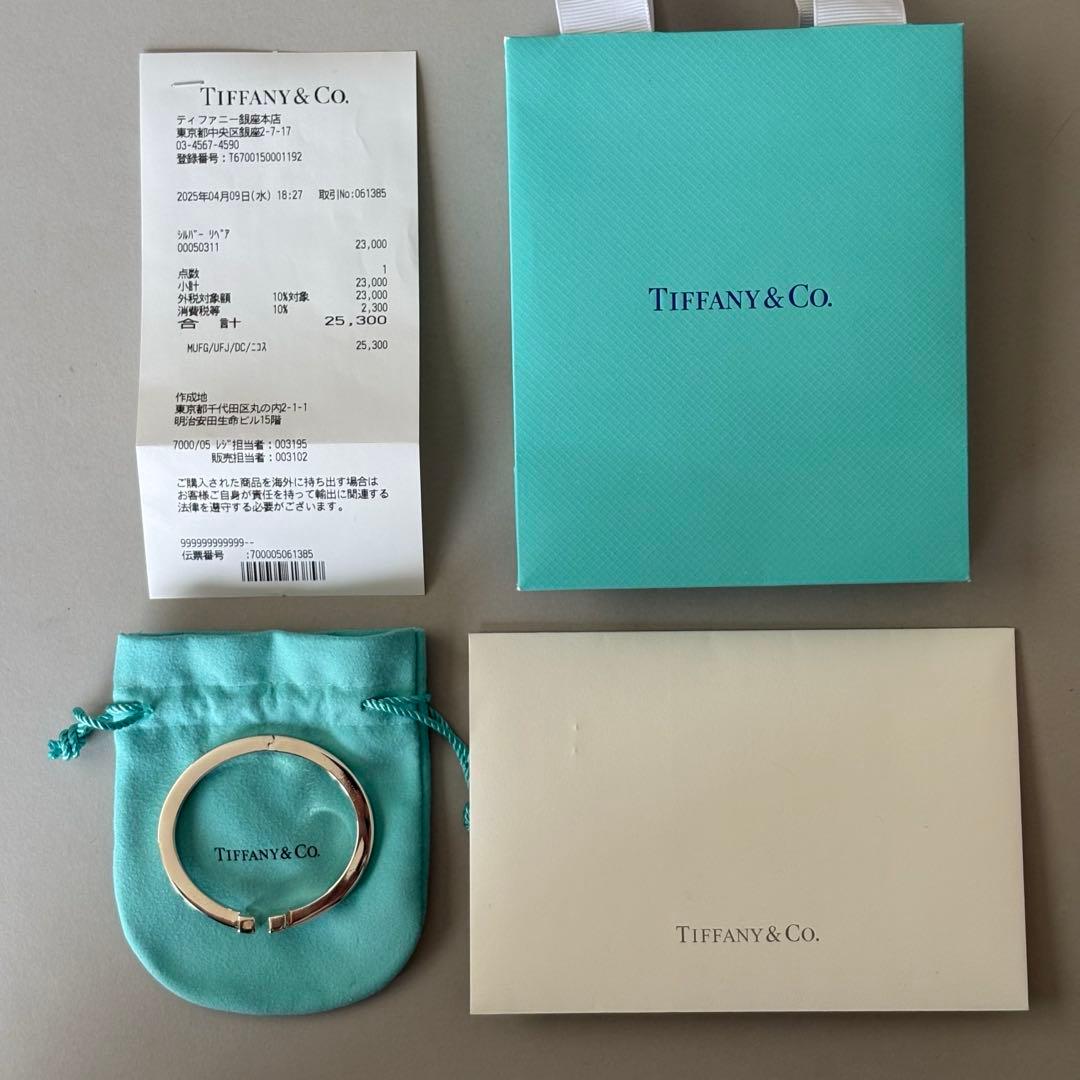 TIFFANY & CO.
ティファニー銀座本店
東京都中央区銀座2-7-17
03-4567-4590
登録番号：T6700150001192
2025年04月09日(水) 18:27 取引No:061385
ｼﾙﾊﾞｰ ﾘﾍﾟｱ
00050311 23,000
点数 1
小計 23,000
外税対象額 10%対象 23,000
消費税等 10% 2,300
合 計 25,300
MUFG/UFJ/DC/ﾆｺｽ 25,300
作成地
東京都千代田区丸の内2-1-1
明治安田生命ビル15階
7000/05 ﾚｼﾞ担当者：003195
販売担当者：003102
ご購入された商品を海外に持ち出す場合は
お客様ご自身が責任を持って輸出に関連する
法律を遵守する必要がございます。
999999999999--
伝票番号 :700005061385
TIFFANY & CO.
TIFFANY & CO.
TIFFANY & CO.